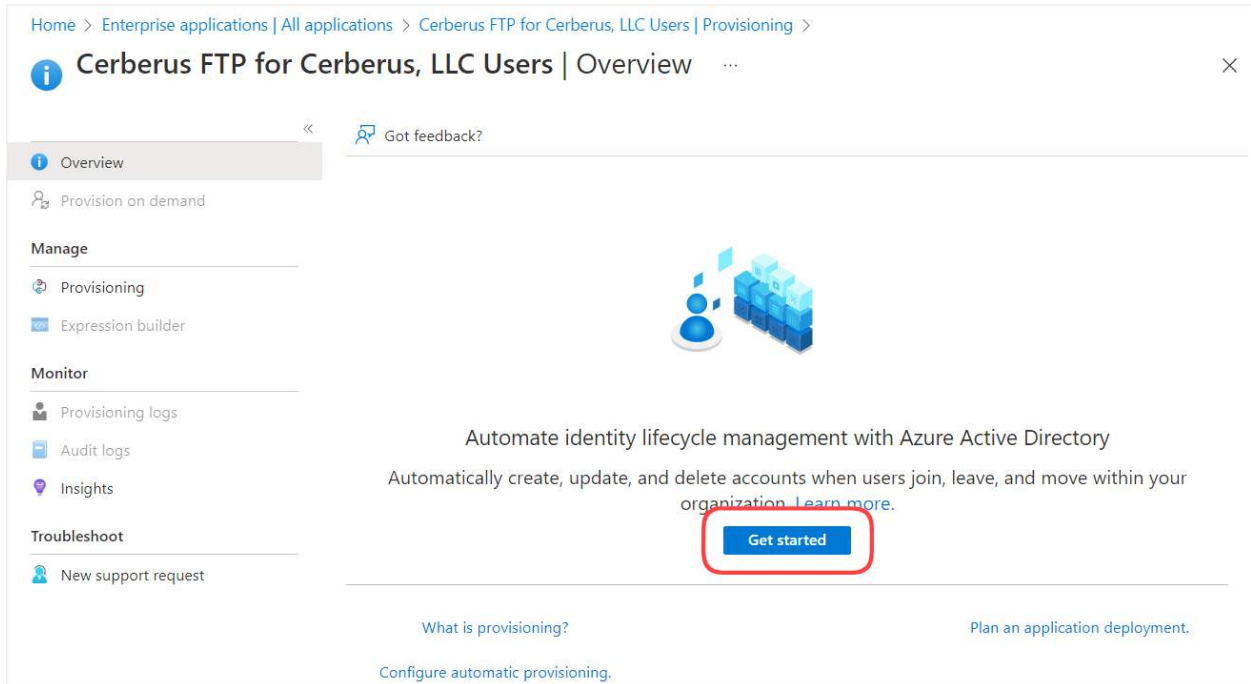 Home > Enterprise applications | All applications > Cerberus FTP for Cerberus, LLC Users | Provisioning >
Cerberus FTP for Cerberus, LLC Users | Overview ...
Got feedback?
Overview
Provision on demand
Manage
Provisioning
Expression builder
Monitor
Provisioning logs
Audit logs
Insights
Troubleshoot
New support request
Automate identity lifecycle management with Azure Active Directory
Automatically create, update, and delete accounts when users join, leave, and move within your
organization. Learn more.
Get started
What is provisioning?
Plan an application deployment.
Configure automatic provisioning.